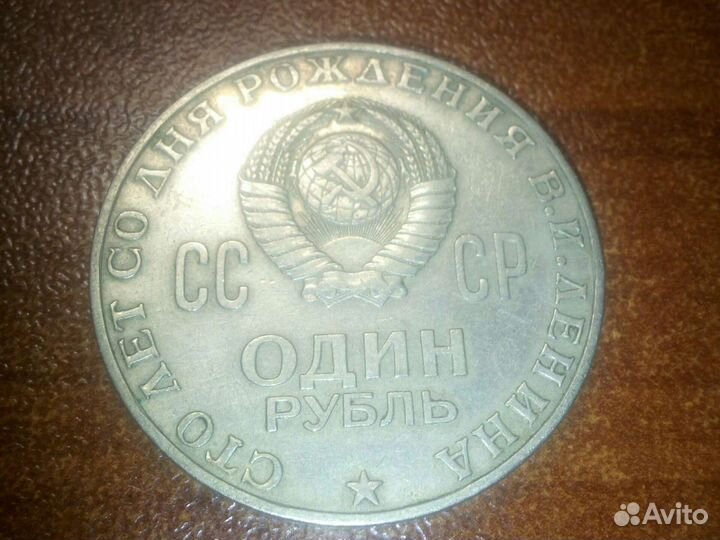 СТО ЛЕТ СО ДНЯ РОЖДЕНИЯ В.И.ЛЕНИНА
СС СР
ОДИН
РУБЛЬ
Avito